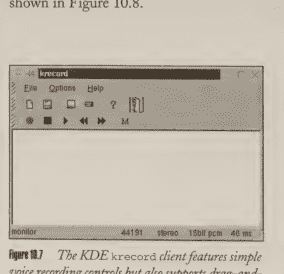 shown in Figure 10.8.
krecord
File Options Help
?
M
monitor 44191 stereo 16bit pcm 46 ms
Figure 10.7 The KDE krecord client features simple
voice recording controls but also supports drag-and-